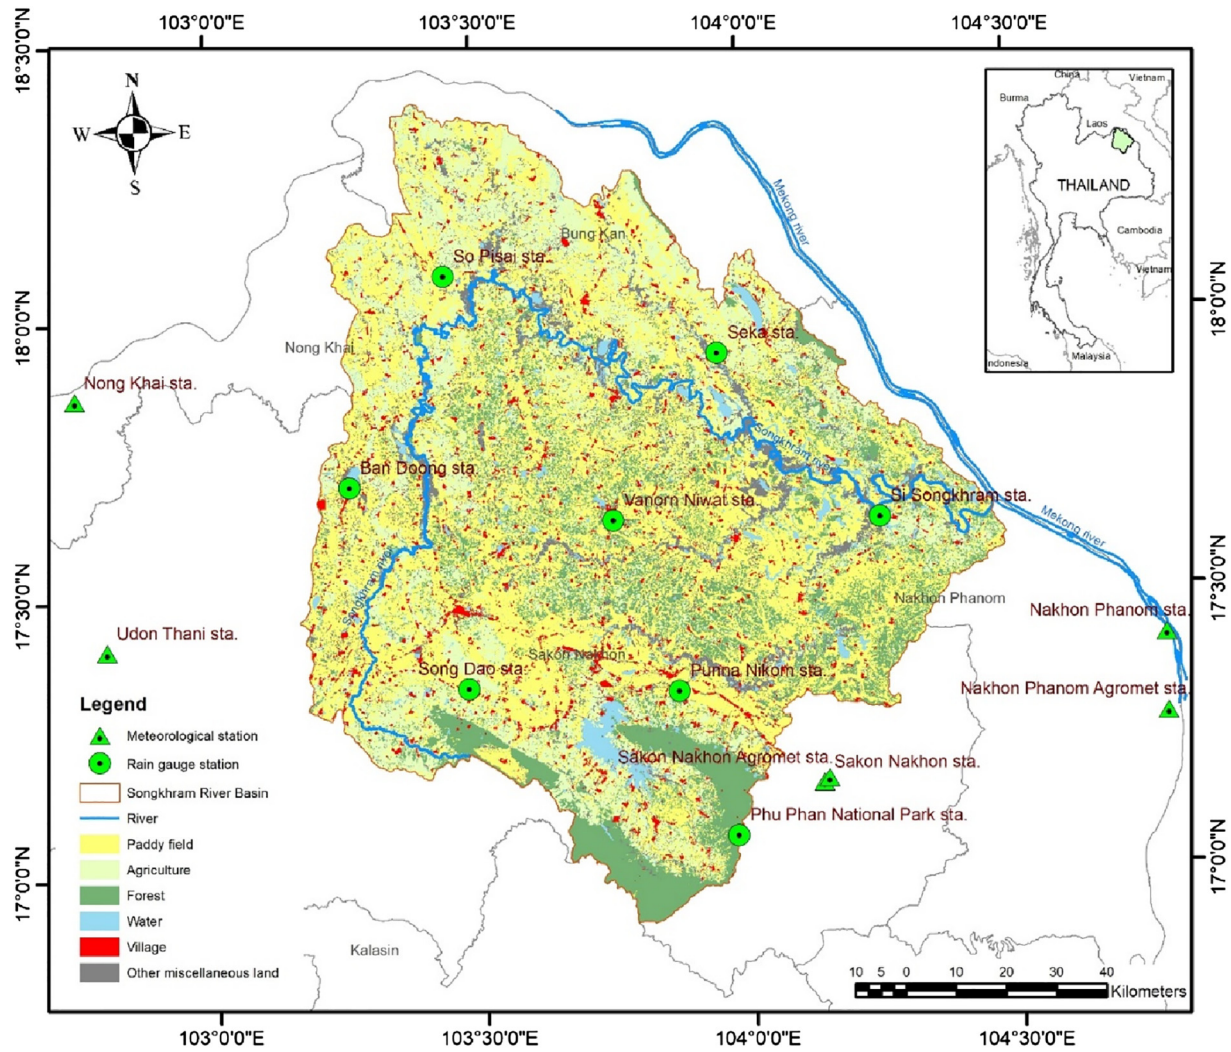 103°0'0"E 103°30'0"E 104°0'0"E 104°30'0"E
18°30'0"N
N
W E
S
China
Vietnam
Burma
Laos
THAILAND
Cambodia
Vietnam
Malaysia
ndonesia
Mekong river
Bung Kan
So Pisai sta.
18°0'0"N
18°0'0"N
Seka sta.
Nong Khai
Nong Khai sta.
Songkhram river
Ban Doong sta.
Vanorn Niwat sta.
Si Songkhram sta.
Mekong river
17°30'0"N
17°30'0"N
Songkhram river
Nakhon Phanom
Nakhon Phanom sta.
Udon Thani sta.
Sakon Nakhon
Song Dao sta.
Punna Nikom sta.
Nakhon Phanom Agromet sta.
Sakon Nakhon Agromet sta.
Sakon Nakhon sta.
Phu Phan National Park sta.
17°0'0"N
17°0'0"N
Kalasin
Legend
Meteorological station
Rain gauge station
Songkhram River Basin
River
Paddy field
Agriculture
Forest
Water
Village
Other miscellaneous land
10 5 0 10 20 30 40
Kilometers
103°0'0"E 103°30'0"E 104°0'0"E 104°30'0"E